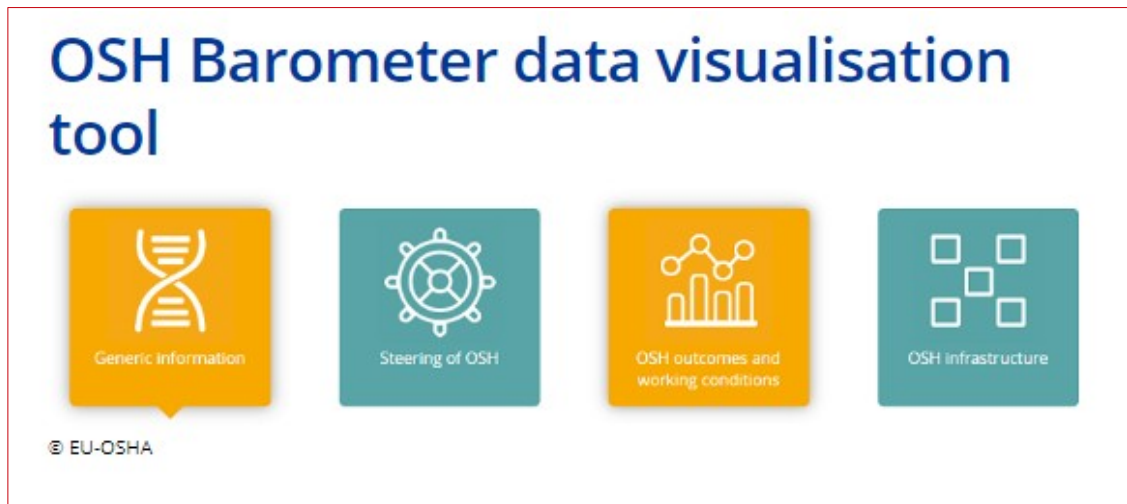 OSH Barometer data visualisation
tool
Generic information
Steering of OSH
OSH outcomes and
working conditions
OSH infrastructure
© EU-OSHA